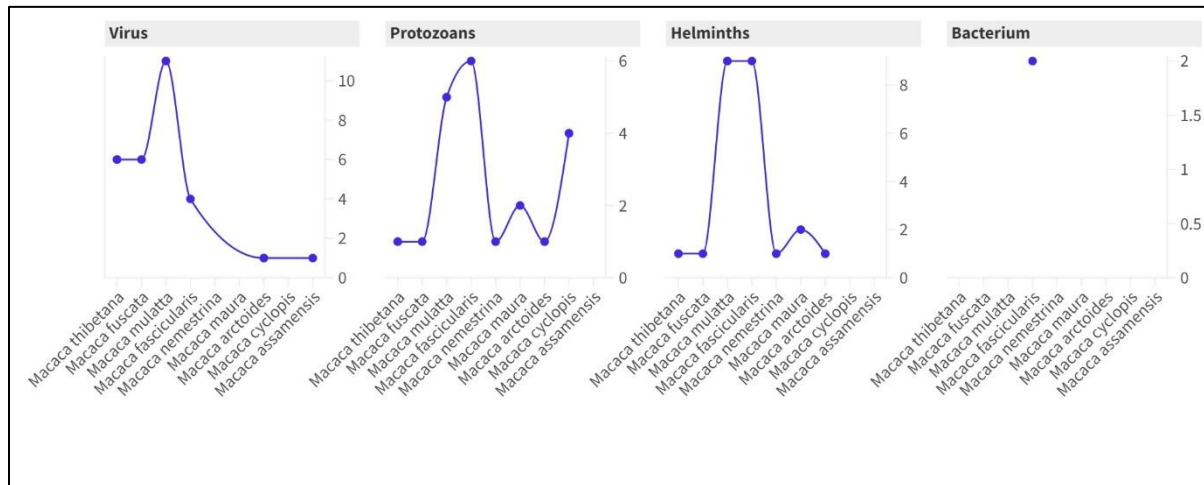 Virus
10
8
6
4
2
0
Macaca thibetana
Macaca fuscata
Macaca mulatta
Macaca fascicularis
Macaca nemestrina
Macaca maura
Macaca arctoides
Macaca cyclopis
Macaca assamensis
Protozoans
6
4
2
0
Macaca thibetana
Macaca fuscata
Macaca mulatta
Macaca fascicularis
Macaca nemestrina
Macaca maura
Macaca arctoides
Macaca cyclopis
Macaca assamensis
Helminths
8
6
4
2
0
Macaca thibetana
Macaca fuscata
Macaca mulatta
Macaca fascicularis
Macaca nemestrina
Macaca maura
Macaca arctoides
Macaca cyclopis
Macaca assamensis
Bacterium
2
1.5
1
0.5
0
Macaca thibetana
Macaca fuscata
Macaca mulatta
Macaca fascicularis
Macaca nemestrina
Macaca maura
Macaca arctoides
Macaca cyclopis
Macaca assamensis